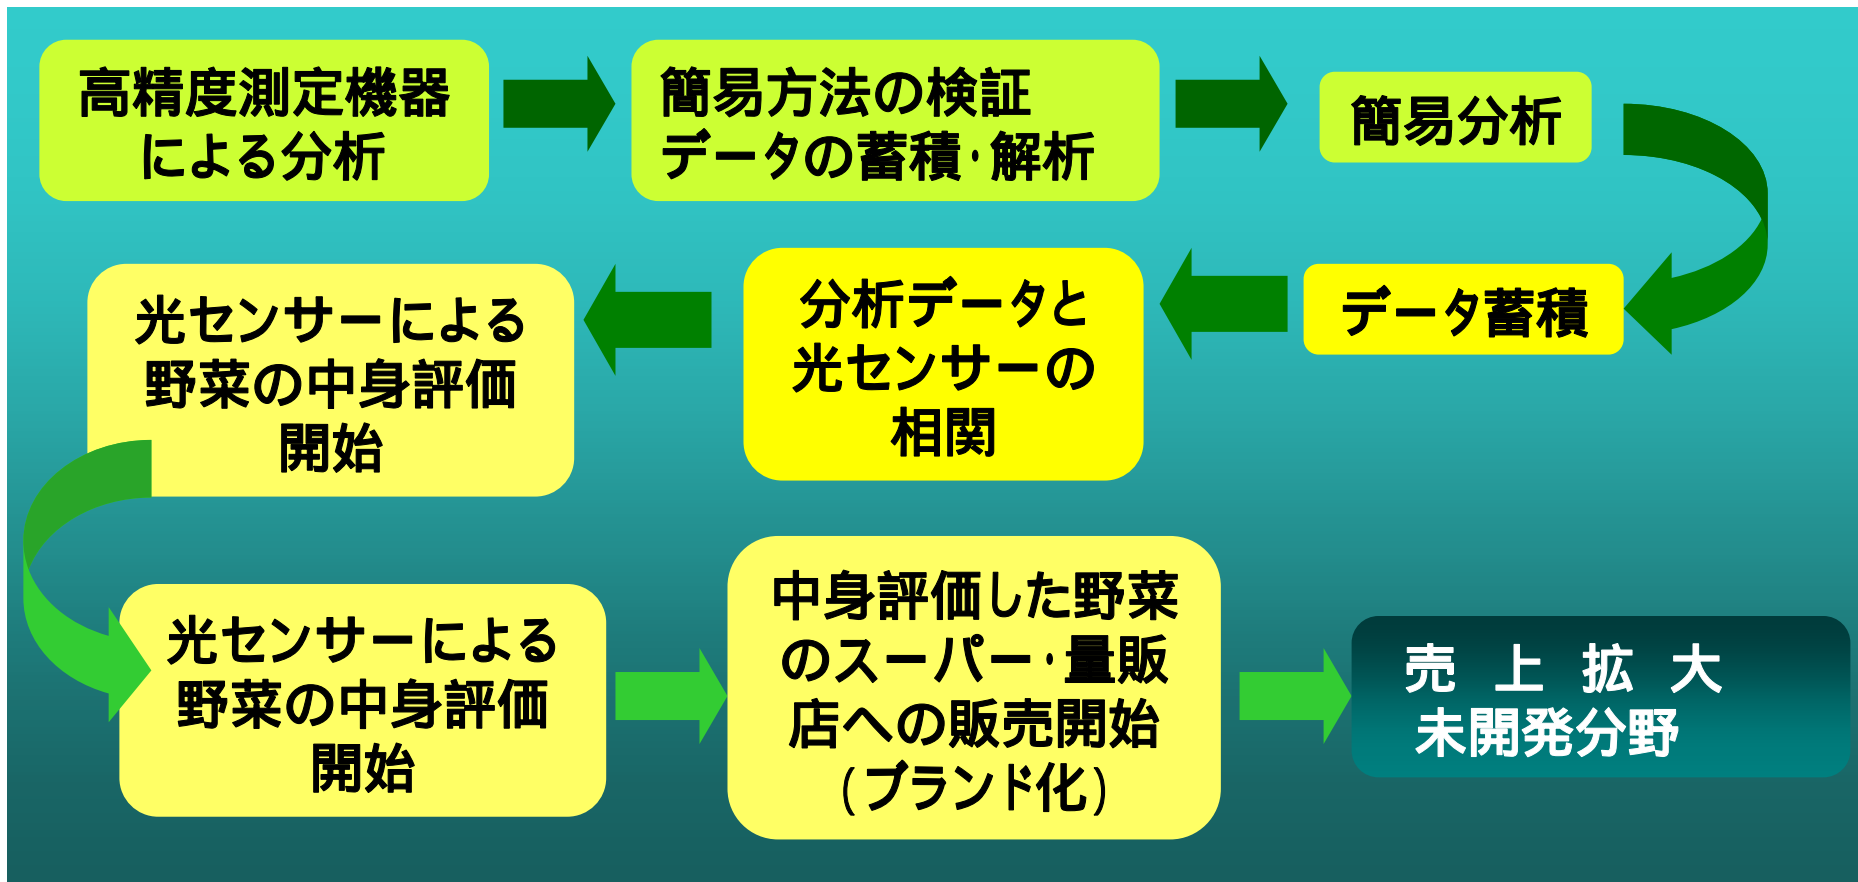 高精度測定機器
による分析
簡易方法の検証
データの蓄積・解析
簡易分析
データ蓄積
分析データと
光センサーの
相関
光センサーによる
野菜の中身評価
開始
光センサーによる
野菜の中身評価
開始
中身評価した野菜
のスーパー・量販
店への販売開始
(ブランド化)
売 上 拡 大
未開発分野